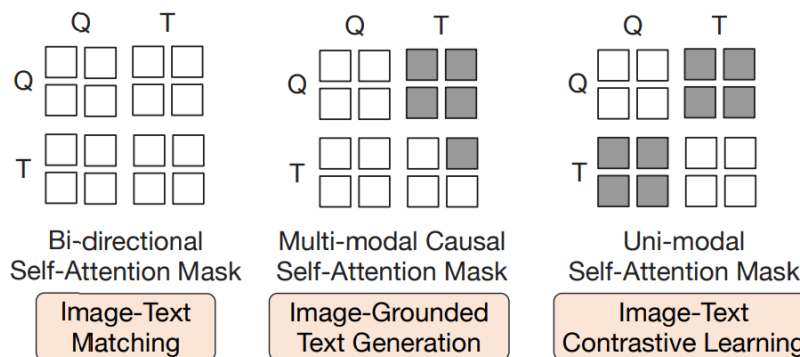 Q T
Q
T
Bi-directional
Self-Attention Mask
Image-Text
Matching
Q T
Q
T
Multi-modal Causal
Self-Attention Mask
Image-Grounded
Text Generation
Q T
Q
T
Uni-modal
Self-Attention Mask
Image-Text
Contrastive Learning